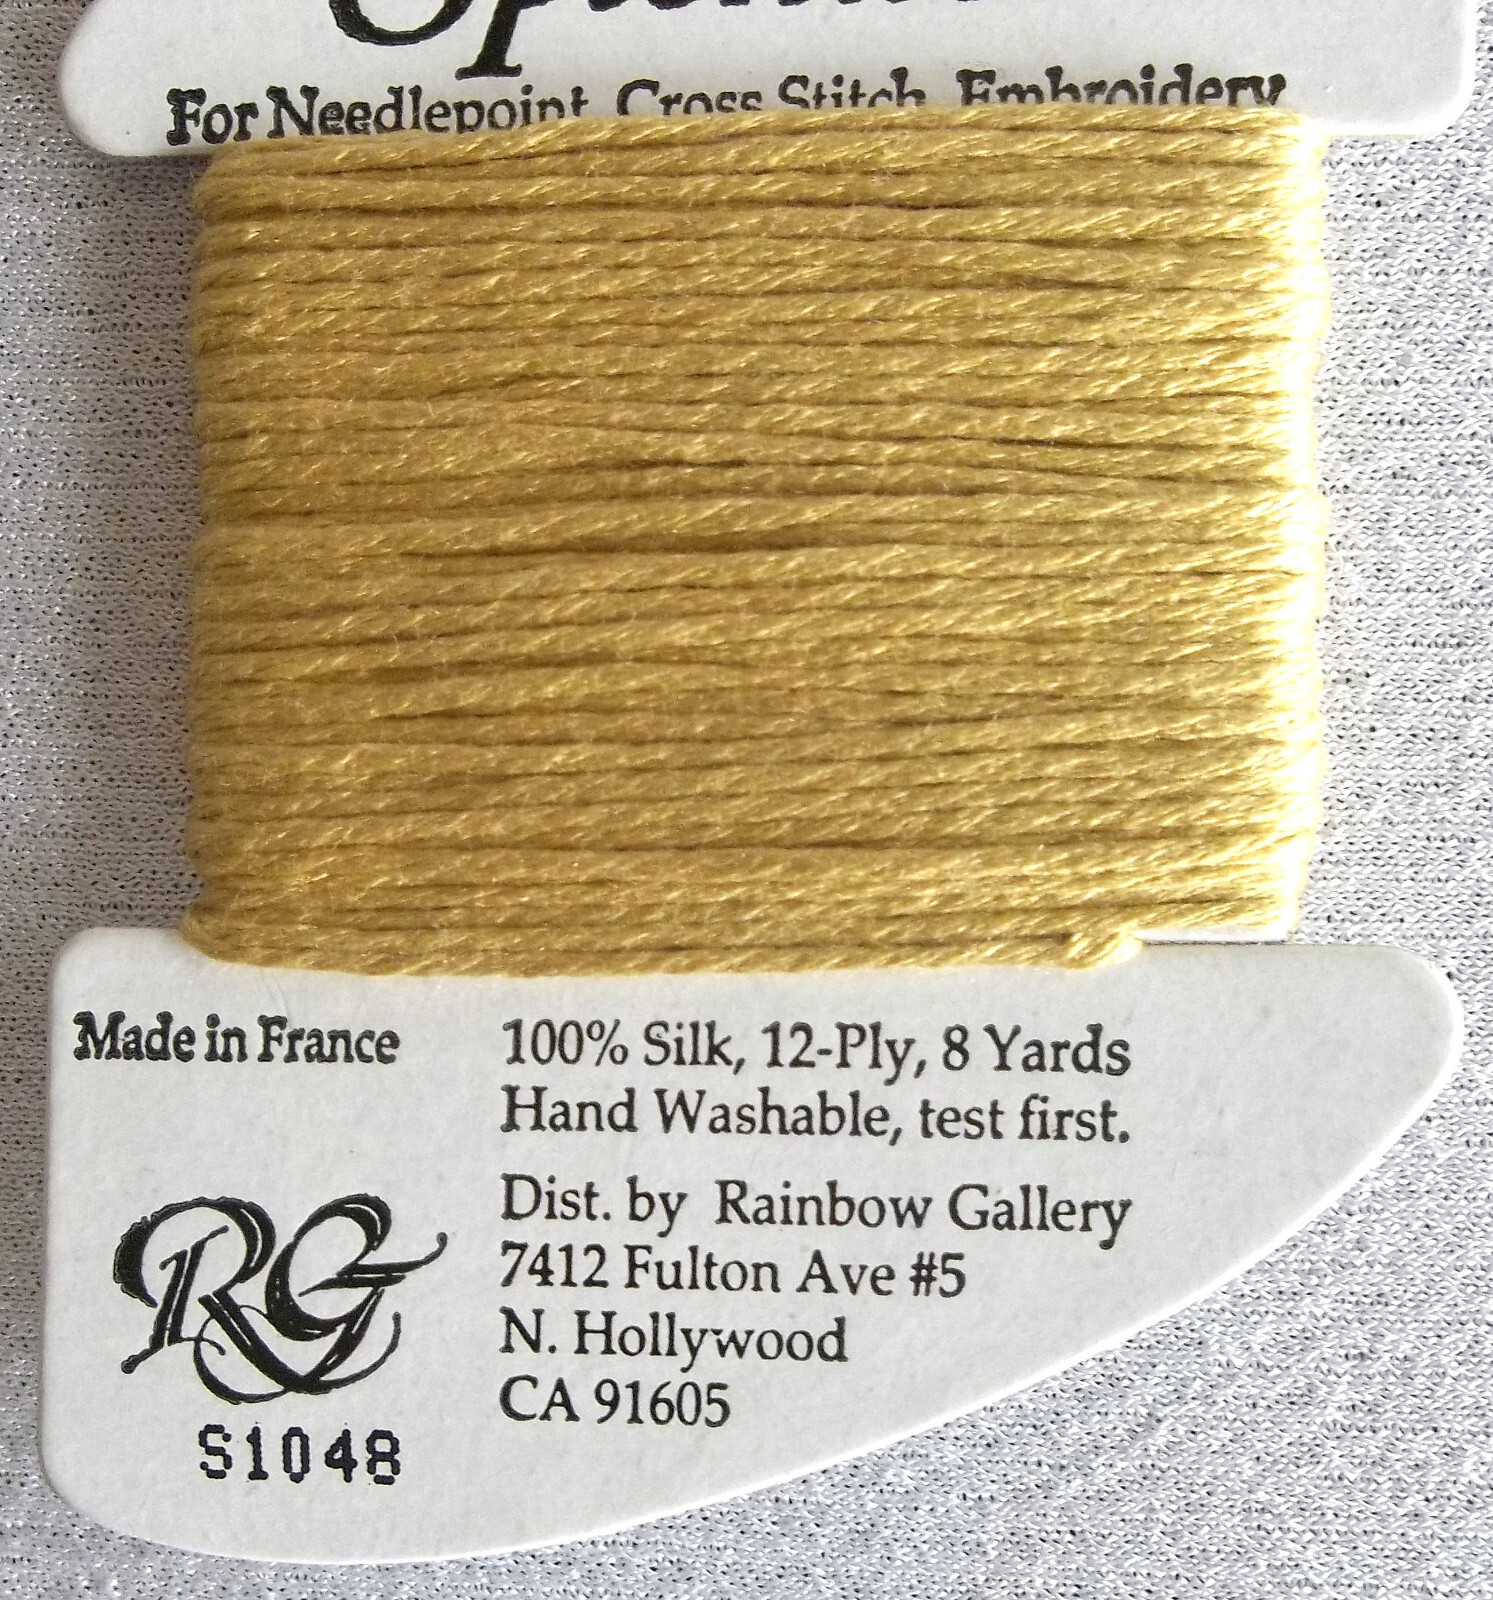 For Needlepoint, Cross Stitch, Embroidery
Made in France
100% Silk, 12-Ply, 8 Yards
Hand Washable, test first.
Dist. by Rainbow Gallery
7412 Fulton Ave #5
N. Hollywood
CA 91605
RG
S1048